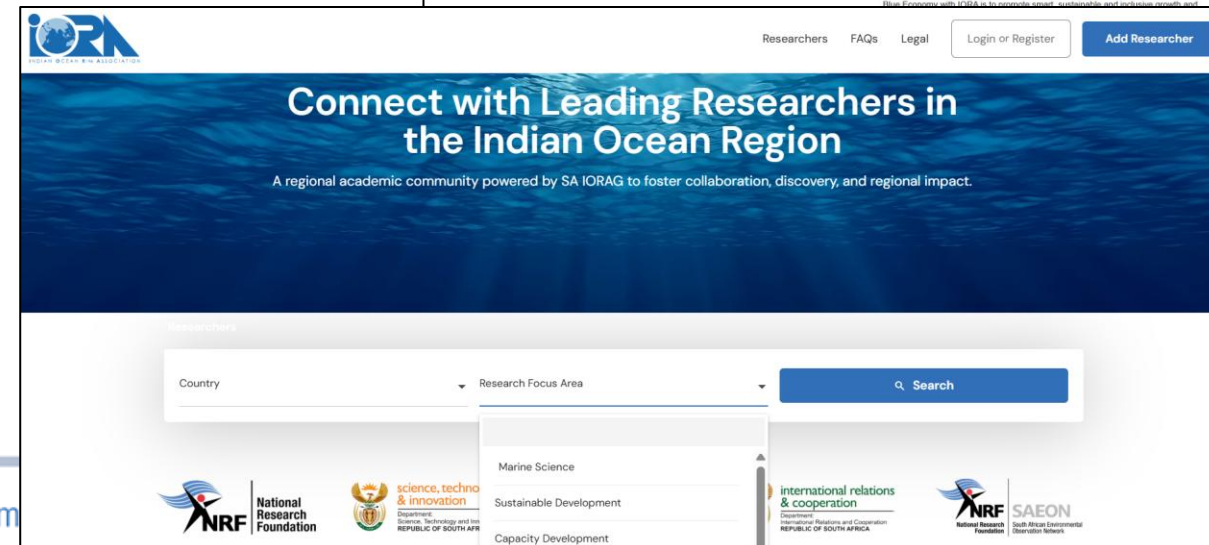 Blue Economy with IORA is to promote smart, sustainable and inclusive growth and
IORA
INDIAN OCEAN RIM ASSOCIATION
Researchers FAQs Legal Login or Register Add Researcher
Connect with Leading Researchers in
the Indian Ocean Region
A regional academic community powered by SA IORAG to foster collaboration, discovery, and regional impact.
Researchers
Country Research Focus Area Search
Marine Science
Sustainable Development
Capacity Development
NRF National
Research
Foundation
science, techno
& innovation
Department:
Science, Technology and Inn
REPUBLIC OF SOUTH AFR
international relations
& cooperation
Department:
International Relations and Cooperation
REPUBLIC OF SOUTH AFRICA
NRF SAEON
National Research
Foundation
South African Environmental
Observation Network
m